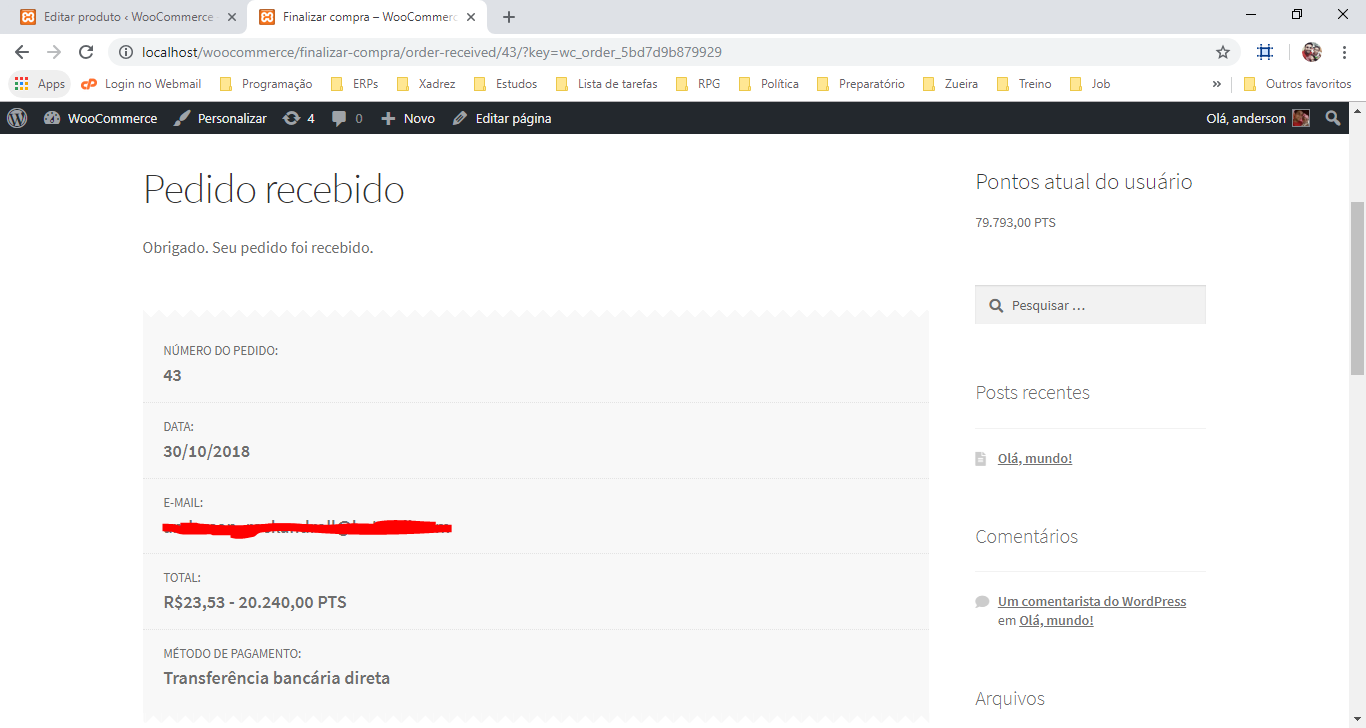 Editar produto ‹ WooCommerce
Finalizar compra – WooCommerc
localhost/woocommerce/finalizar-compra/order-received/43/?key=wc_order_5bd7d9b879929
Apps
Login no Webmail
Programação
ERPs
Xadrez
Estudos
Lista de tarefas
RPG
Política
Preparatório
Zueira
Treino
Job
»
Outros favoritos
WooCommerce
Personalizar
4
0
Novo
Editar página
Olá, anderson
Pedido recebido
Obrigado. Seu pedido foi recebido.
NÚMERO DO PEDIDO:
43
DATA:
30/10/2018
E-MAIL:
TOTAL:
R$23,53 - 20.240,00 PTS
MÉTODO DE PAGAMENTO:
Transferência bancária direta
Pontos atual do usuário
79.793,00 PTS
Pesquisar …
Posts recentes
Olá, mundo!
Comentários
Um comentarista do WordPress
em Olá, mundo!
Arquivos